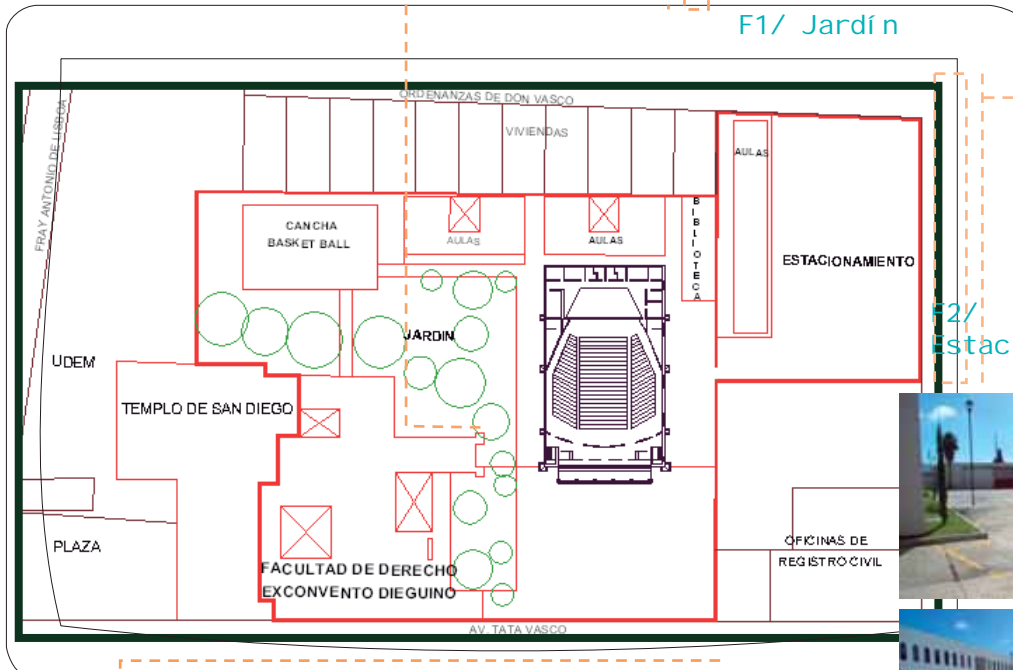 F1/ Jardín
ORDENANZAS DE DON VASCO
FRAY ANTONIO DE LISBOA
VIVIENDAS
AULAS
CANCHA
BASKET BALL
AULAS
AULAS
BIBLIOTECA
ESTACIONAMIENTO
F2/
Estac
JARDIN
UDEM
TEMPLO DE SAN DIEGO
PLAZA
OFICINAS DE
REGISTRO CIVIL
FACULTAD DE DERECHO
EXCONVENTO DIEGUINO
AV. TATA VASCO